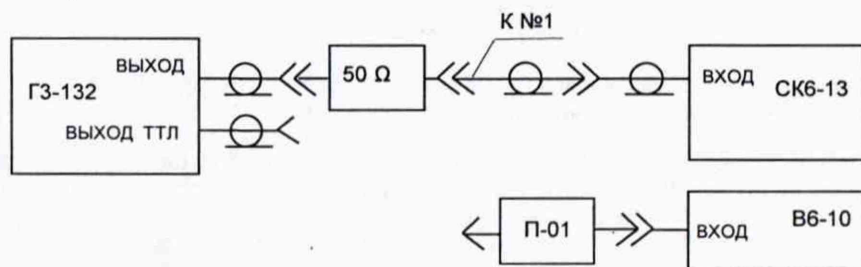 К №1
ВЫХОД
Г3-132
50 Ω
ВХОД
СК6-13
ВЫХОД ТТЛ
П-01
ВХОД
В6-10